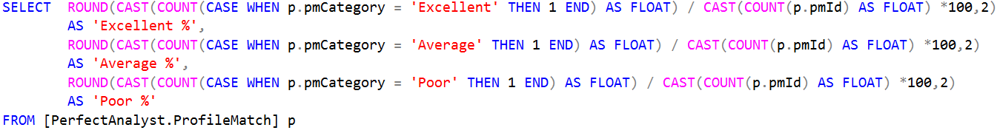 SELECT  ROUND(CAST(COUNT(CASE WHEN p.pmCategory = 'Excellent' THEN 1 END) AS FLOAT) / CAST(COUNT(p.pmId) AS FLOAT) *100,2)
AS 'Excellent %',
ROUND(CAST(COUNT(CASE WHEN p.pmCategory = 'Average' THEN 1 END) AS FLOAT) / CAST(COUNT(p.pmId) AS FLOAT) *100,2)
AS 'Average %',
ROUND(CAST(COUNT(CASE WHEN p.pmCategory = 'Poor' THEN 1 END) AS FLOAT) / CAST(COUNT(p.pmId) AS FLOAT) *100,2)
AS 'Poor %'
FROM [PerfectAnalyst.ProfileMatch] p